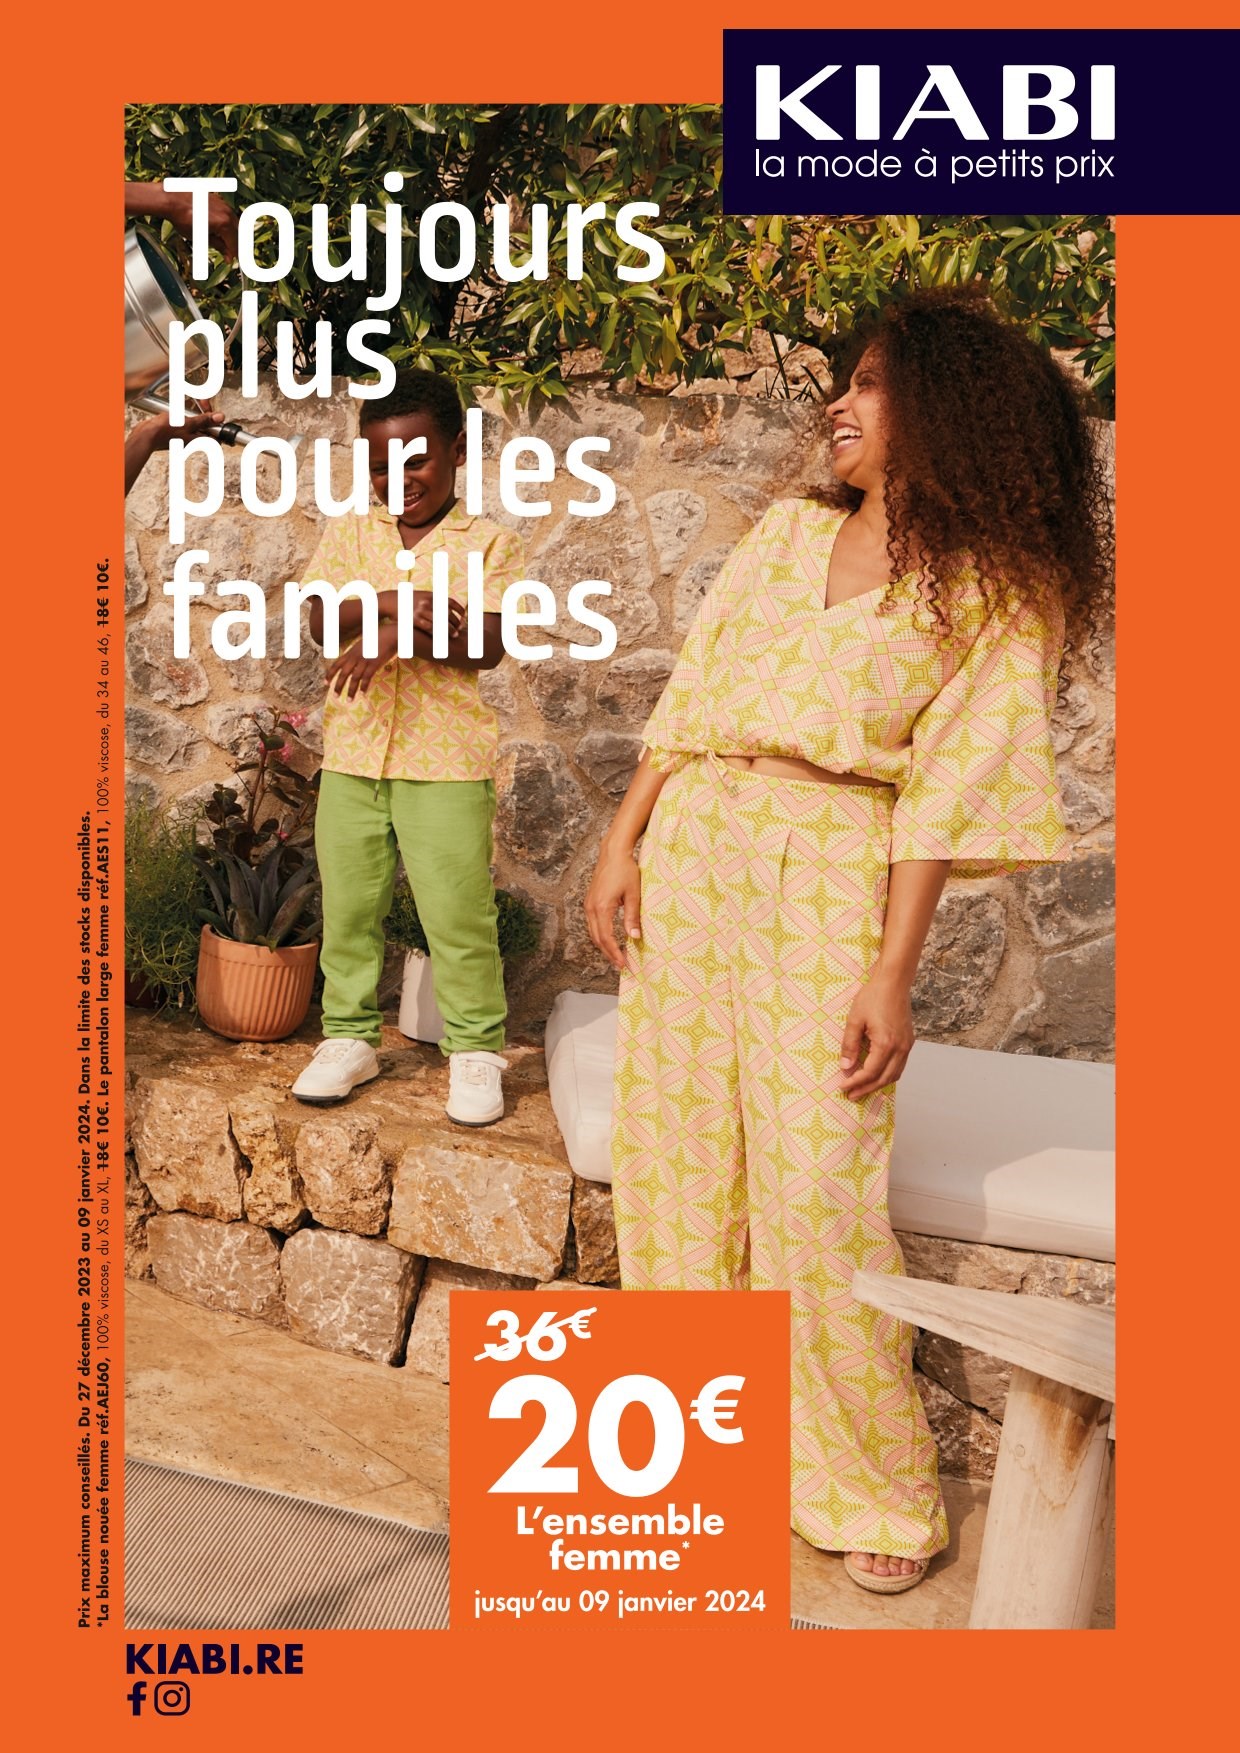 KIABI
la mode à petits prix
Toujours
plus
pour les
familles
Prix maximum conseillés. Du 27 décembre 2023 au 09 janvier 2024. Dans la limite des stocks disponibles.
*La blouse nouée femme réf.AEJ60, 100% viscose, du XS au XL, 18€ 10€. Le pantalon large femme réf.AES11, 100% viscose, du 34 au 46, 18€ 10€.
36€
20€
L'ensemble
femme*
jusqu'au 09 janvier 2024
KIABI.RE